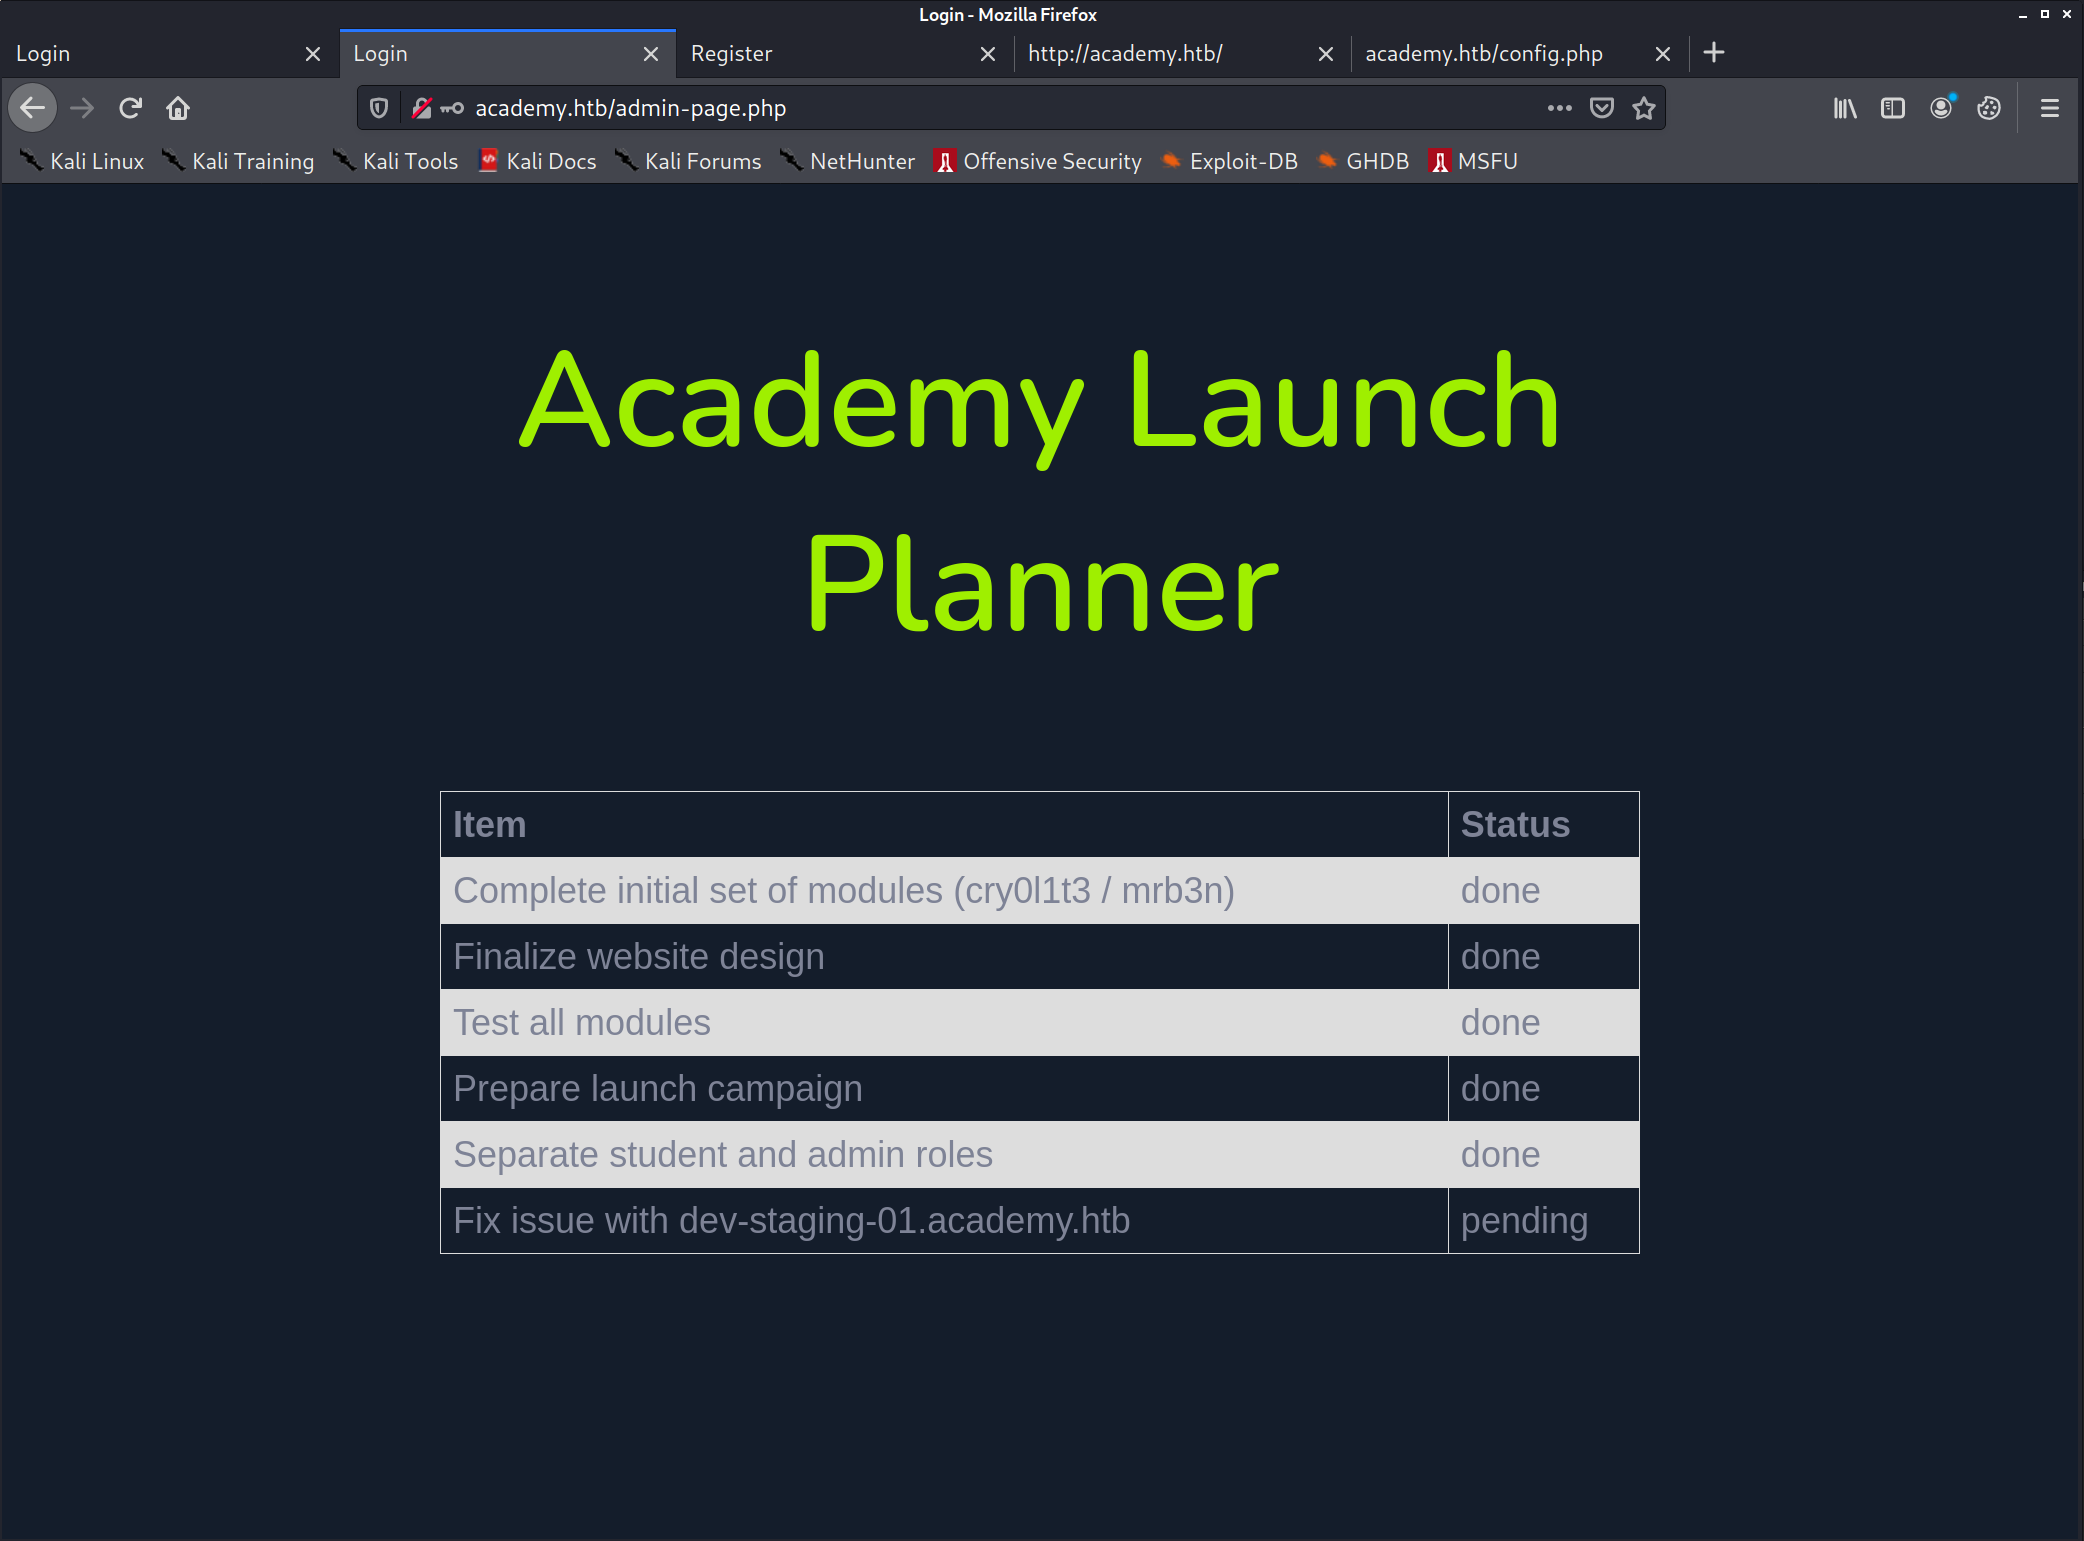 Login - Mozilla Firefox
Login Login Register http://academy.htb/ academy.htb/config.php
academy.htb/admin-page.php
Kali Linux Kali Training Kali Tools Kali Docs Kali Forums NetHunter Offensive Security Exploit-DB GHDB MSFU
Academy Launch
Planner
Item Status
Complete initial set of modules (cry0l1t3 / mrb3n) done
Finalize website design done
Test all modules done
Prepare launch campaign done
Separate student and admin roles done
Fix issue with dev-staging-01.academy.htb pending